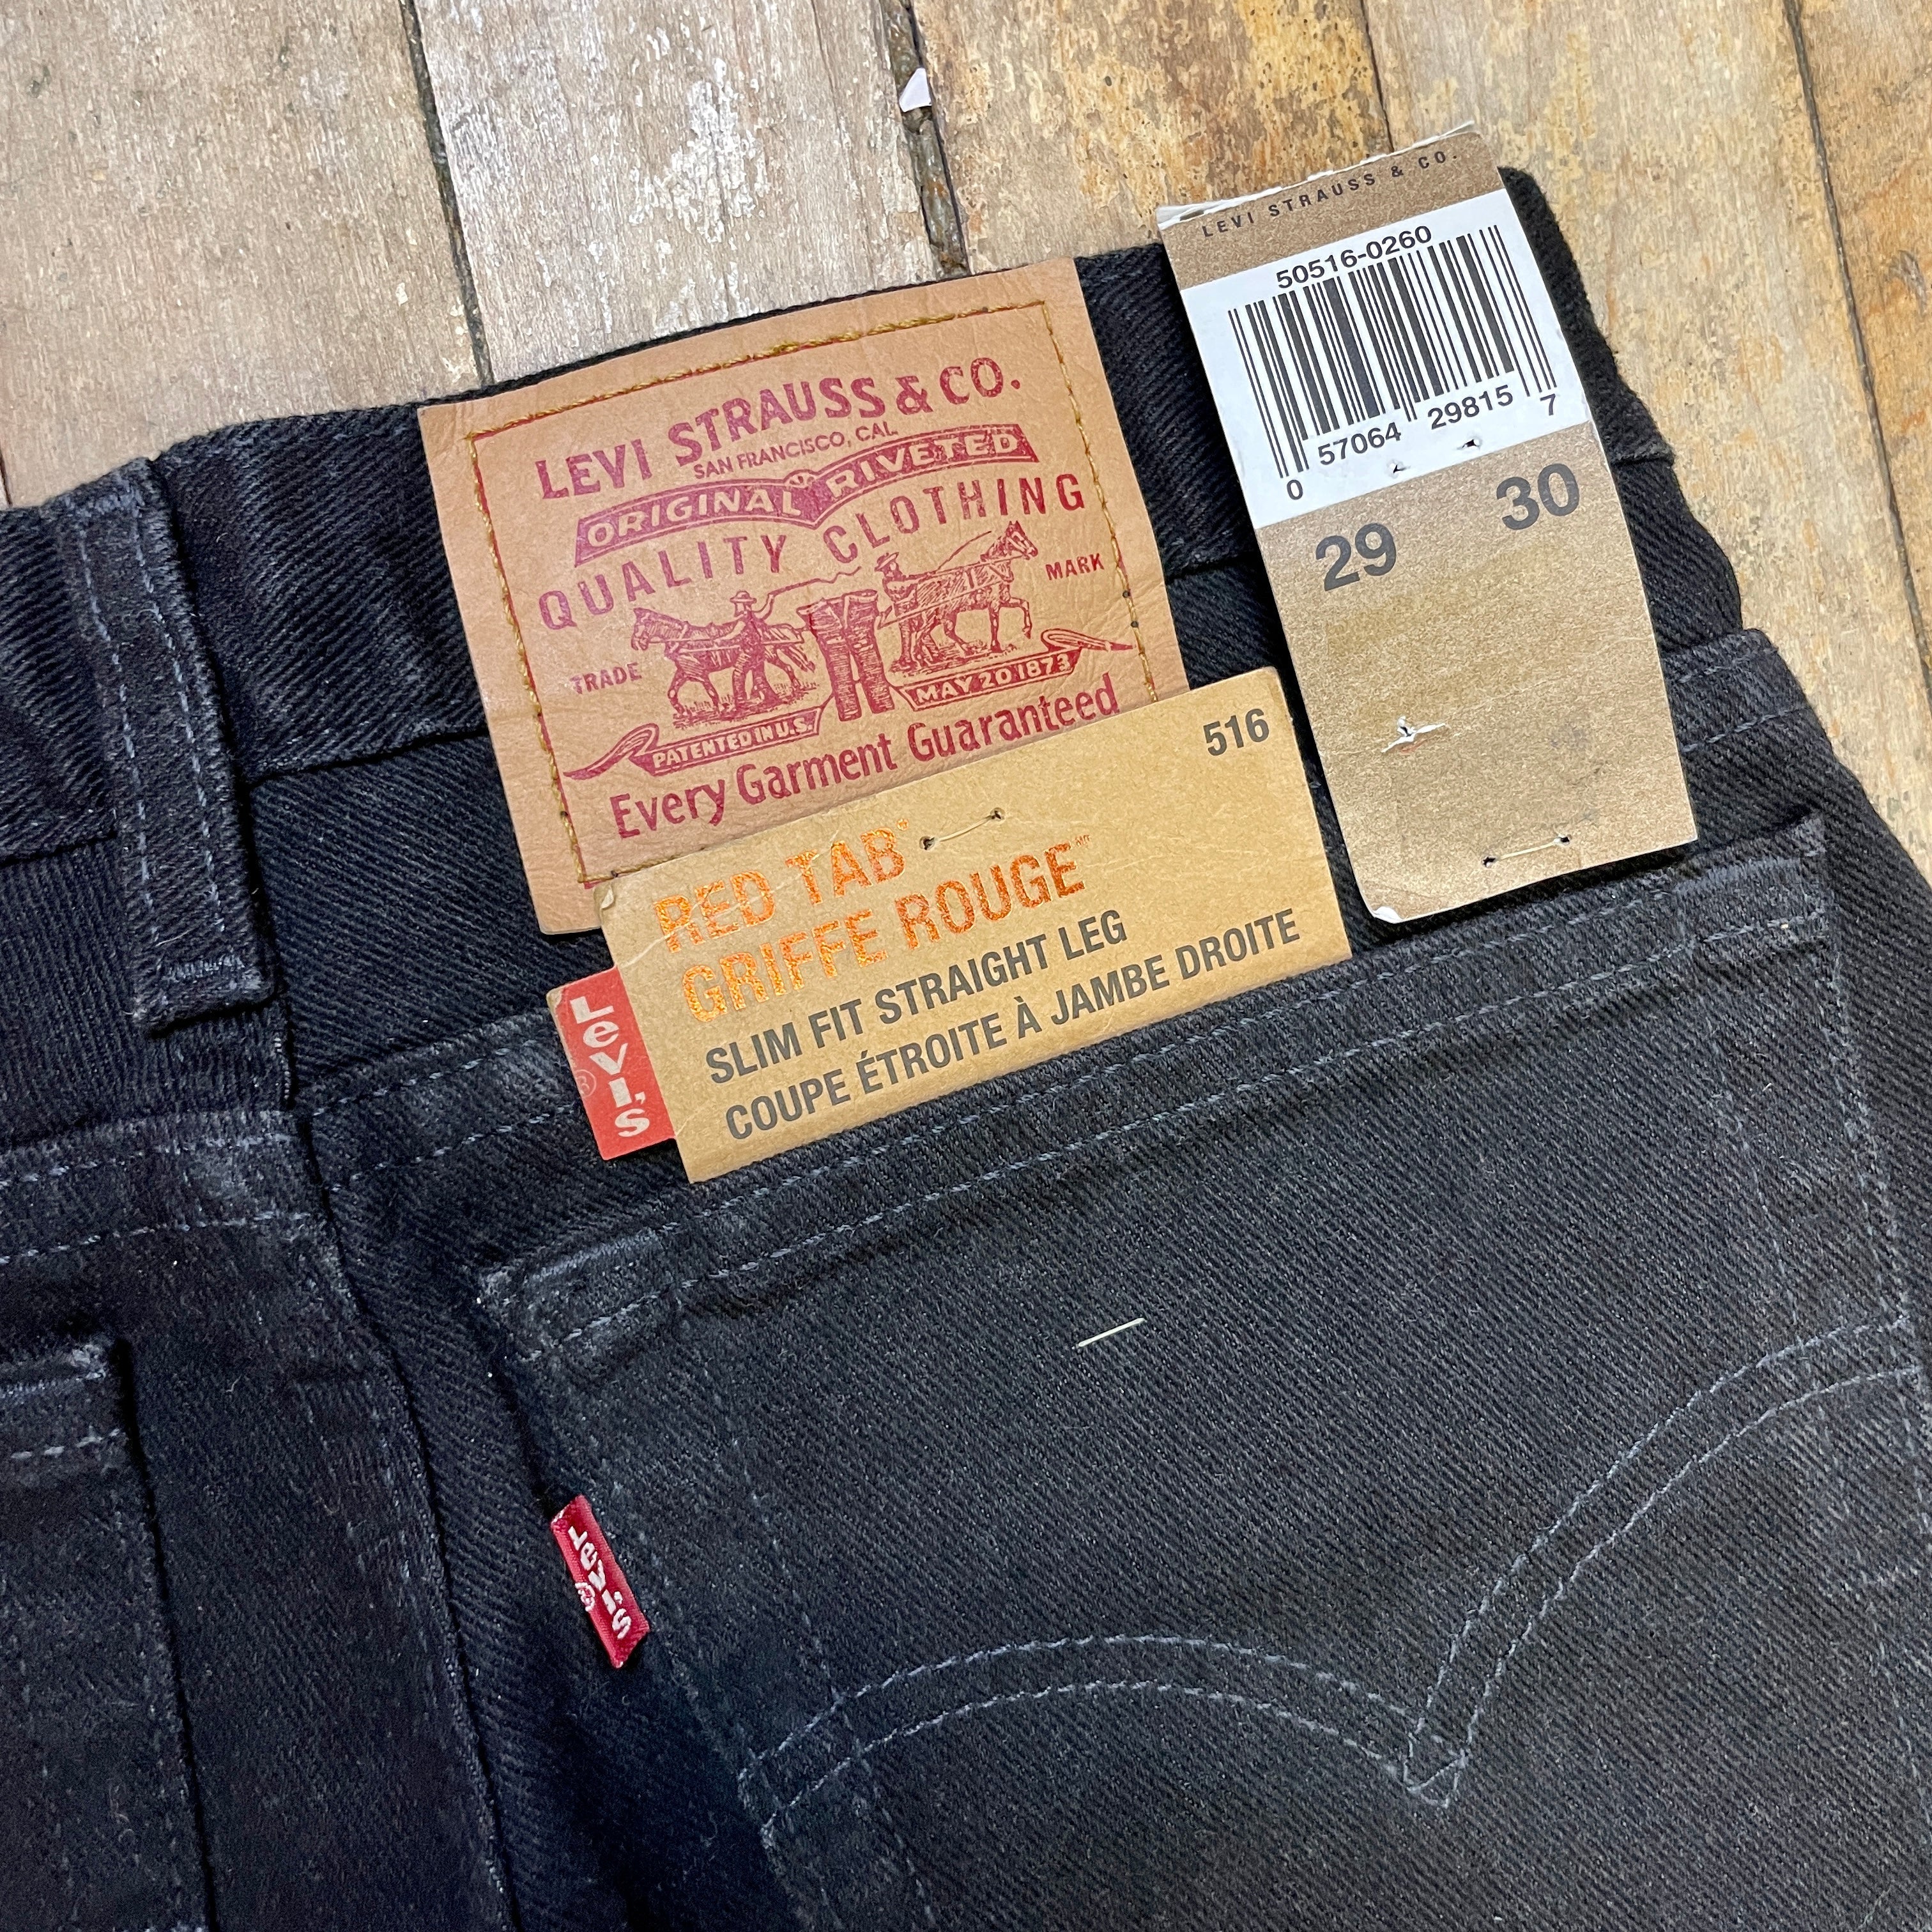 LEVI STRAUSS & CO.
50516-0260
0 57064 29815 7
29 30
LEVI STRAUSS & CO.
SAN FRANCISCO, CAL
ORIGINAL RIVETED
QUALITY CLOTHING
TRADE MARK
PATENTED IN U.S. MAY 20 1873
Every Garment Guaranteed
516
RED TAB™
GRIFFE ROUGE™
SLIM FIT STRAIGHT LEG
COUPE ÉTROITE À JAMBE DROITE
Levi's ®
Levi's ®